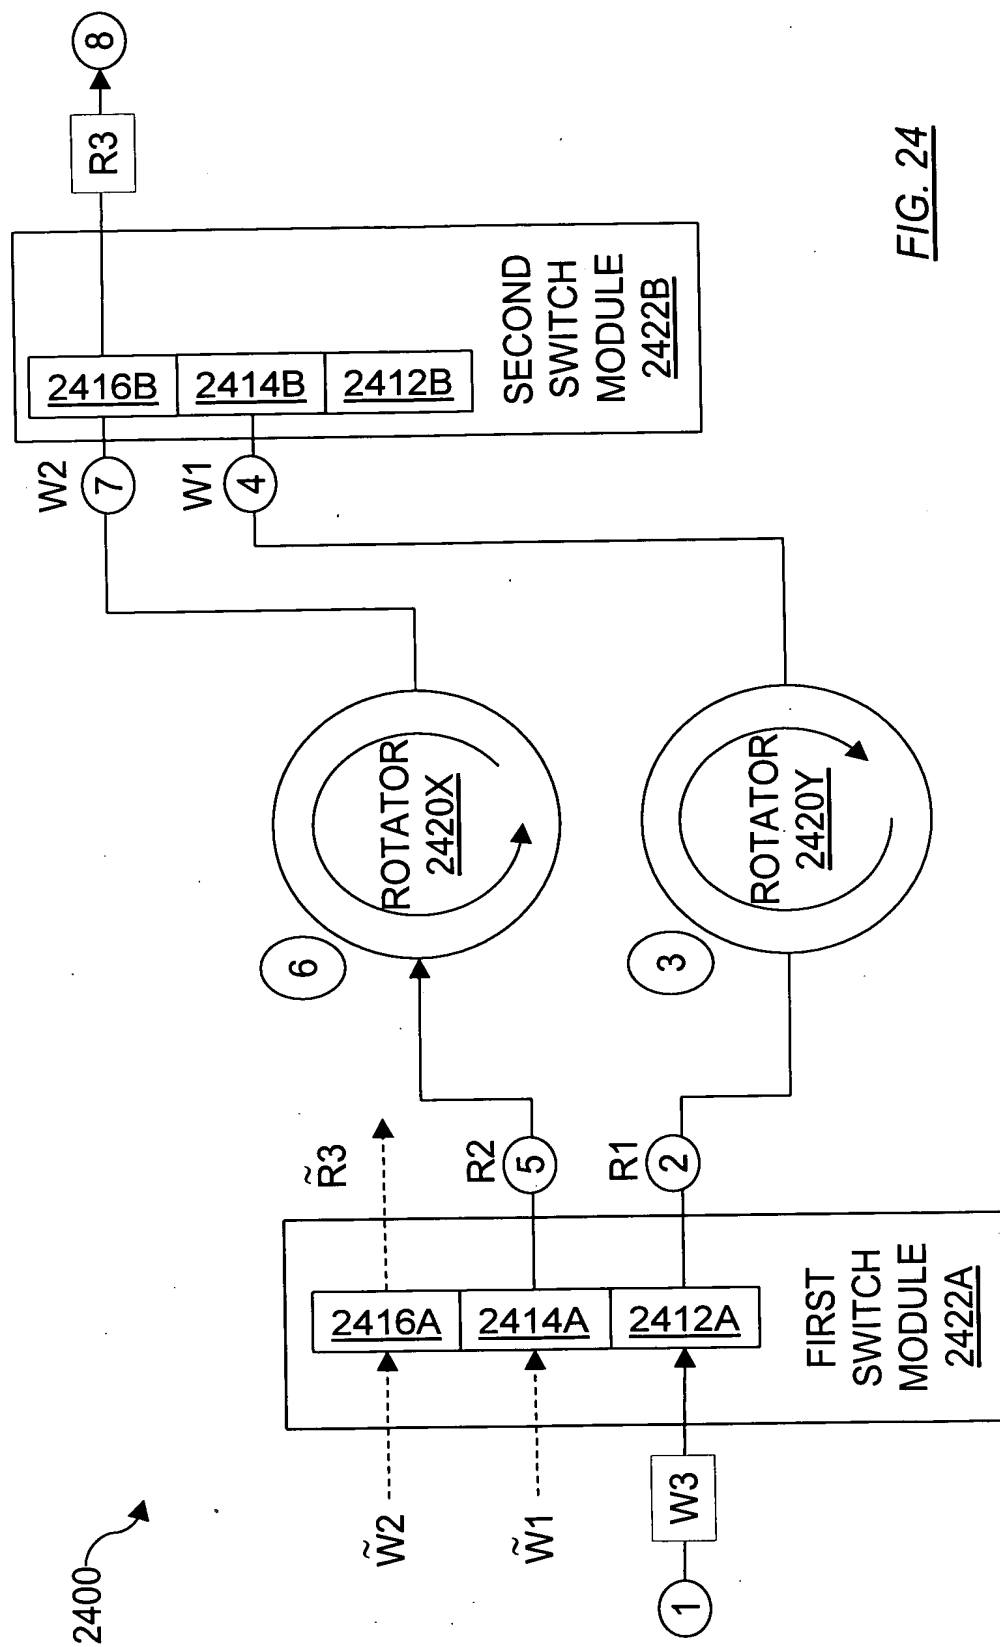 2400
1
W3
W̃1
W̃2
2412A
2414A
2416A
FIRST
SWITCH
MODULE
2422A
R1
2
R2
5
R̃3
3
ROTATOR
2420Y
6
ROTATOR
2420X
W1
4
W2
7
2416B
2414B
2412B
SECOND
SWITCH
MODULE
2422B
R3
8
FIG. 24